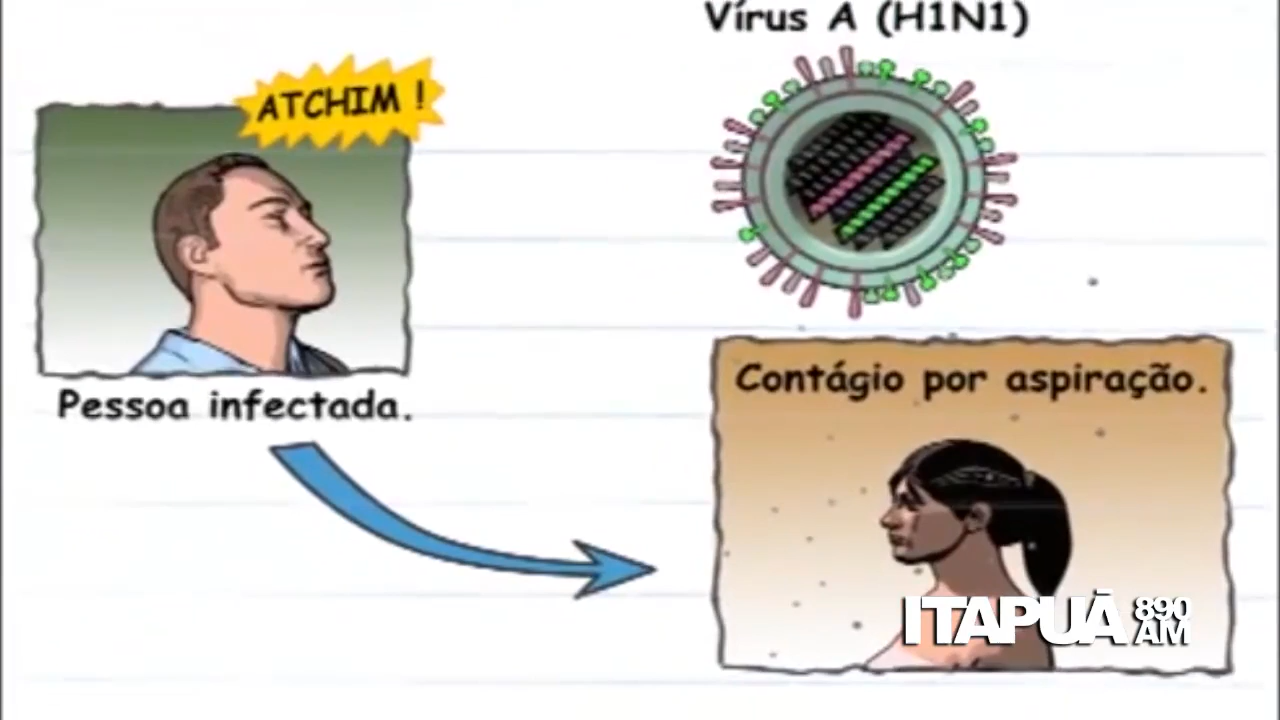 Vírus A (H1N1)
ATCHIM !
Pessoa infectada.
Contágio por aspiração.
ITAPUÃ 890 AM